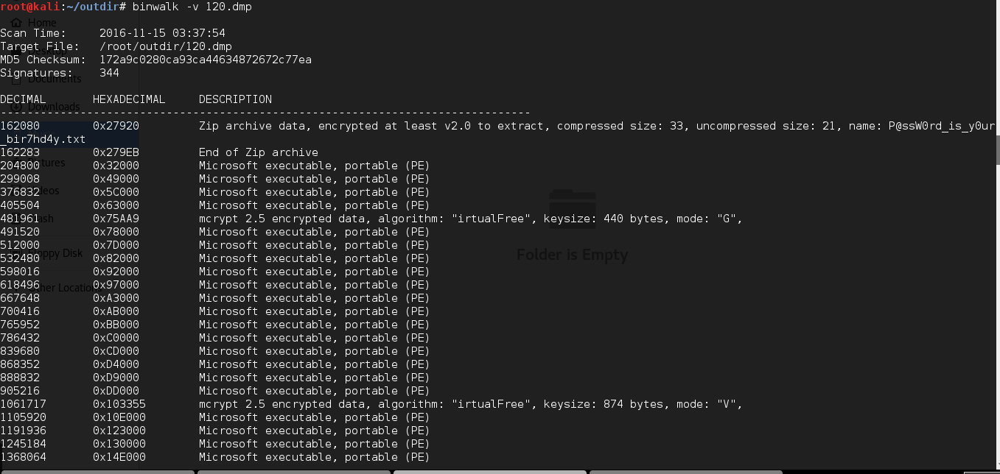 root@kali:~/outdir# binwalk -v 120.dmp
Home
Scan Time:     2016-11-15 03:37:54
Target File:   /root/outdir/120.dmp
MD5 Checksum:  172a9c0280ca93ca44634872672c77ea
Signatures:    344
Documents
DECIMAL       HEXADECIMAL     DESCRIPTION
Downloads
--------------------------------------------------------------------------------
162080        0x27920         Zip archive data, encrypted at least v2.0 to extract, compressed size: 33, uncompressed size: 21, name: P@ssW0rd_is_y0ur
_bir7hd4y.txt
162283        0x279EB         End of Zip archive
204800        0x32000         Microsoft executable, portable (PE)
299008        0x49000         Microsoft executable, portable (PE)
376832        0x5C000         Microsoft executable, portable (PE)
405504        0x63000         Microsoft executable, portable (PE)
481961        0x75AA9         mcrypt 2.5 encrypted data, algorithm: "irtualFree", keysize: 440 bytes, mode: "G",
491520        0x78000         Microsoft executable, portable (PE)
512000        0x7D000         Microsoft executable, portable (PE)
Floppy Disk
Folder is Empty
532480        0x82000         Microsoft executable, portable (PE)
598016        0x92000         Microsoft executable, portable (PE)
618496        0x97000         Microsoft executable, portable (PE)
Other Locations
667648        0xA3000         Microsoft executable, portable (PE)
700416        0xAB000         Microsoft executable, portable (PE)
765952        0xBB000         Microsoft executable, portable (PE)
786432        0xC0000         Microsoft executable, portable (PE)
839680        0xCD000         Microsoft executable, portable (PE)
868352        0xD4000         Microsoft executable, portable (PE)
888832        0xD9000         Microsoft executable, portable (PE)
905216        0xDD000         Microsoft executable, portable (PE)
1061717       0x103355        mcrypt 2.5 encrypted data, algorithm: "irtualFree", keysize: 874 bytes, mode: "V",
1105920       0x10E000        Microsoft executable, portable (PE)
1191936       0x123000        Microsoft executable, portable (PE)
1245184       0x130000        Microsoft executable, portable (PE)
1368064       0x14E000        Microsoft executable, portable (PE)